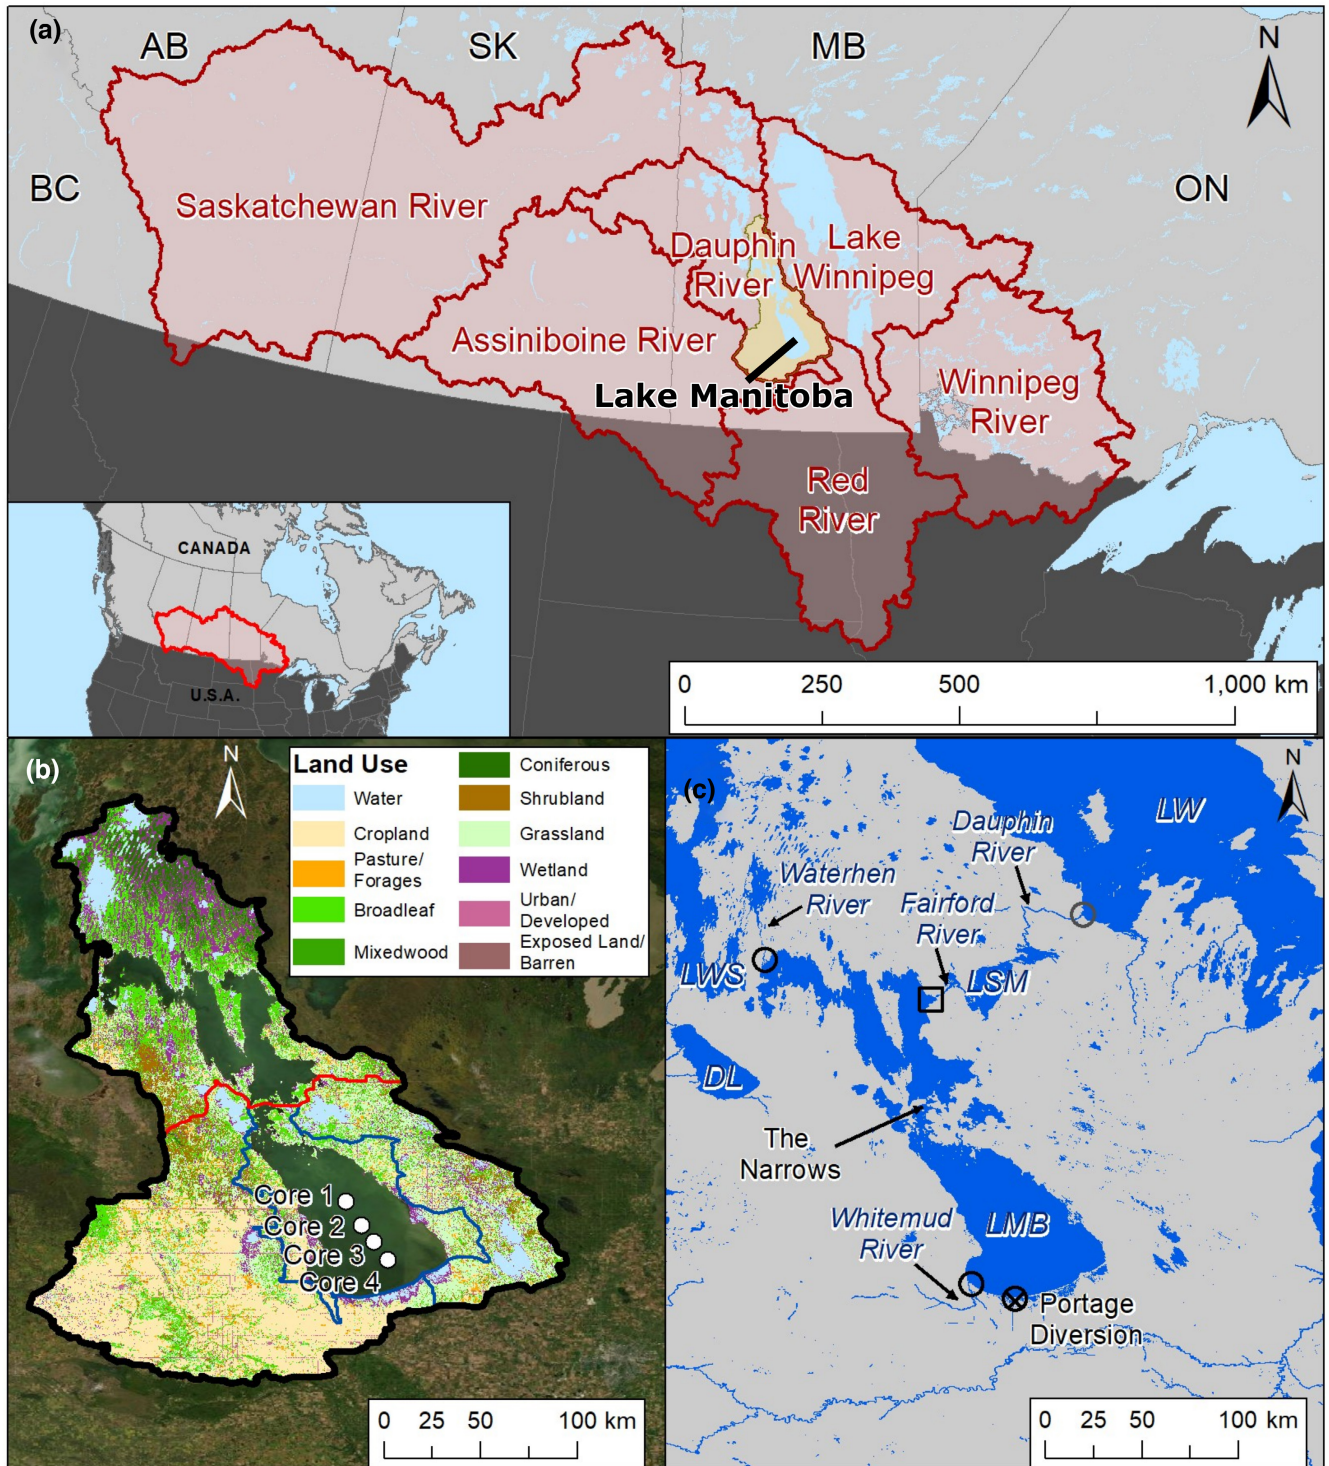 (a)
AB
SK
MB
N
BC
ON
Saskatchewan River
Dauphin
River
Lake
Winnipeg
Assiniboine River
Lake Manitoba
Winnipeg
River
Red
River
CANADA
U.S.A.
0 250 500 1,000 km
(b)
N
Land Use
Water
Cropland
Pasture/
Forages
Broadleaf
Mixedwood
Coniferous
Shrubland
Grassland
Wetland
Urban/
Developed
Exposed Land/
Barren
Core 1
Core 2
Core 3
Core 4
0 25 50 100 km
(c)
N
LW
Dauphin
River
Waterhen
River
Fairford
River
LWS
LSM
DL
The
Narrows
Whitemud
River
LMB
Portage
Diversion
0 25 50 100 km